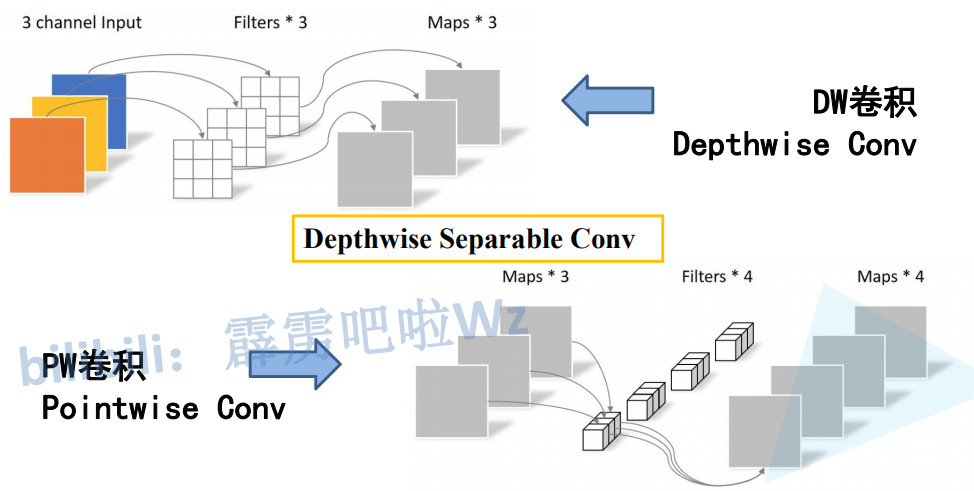 3 channel Input
Filters * 3
Maps * 3
DW卷积
Depthwise Conv
Depthwise Separable Conv
Maps * 3
Filters * 4
Maps * 4
bilibili：霹雳吧啦Wz
PW卷积
Pointwise Conv